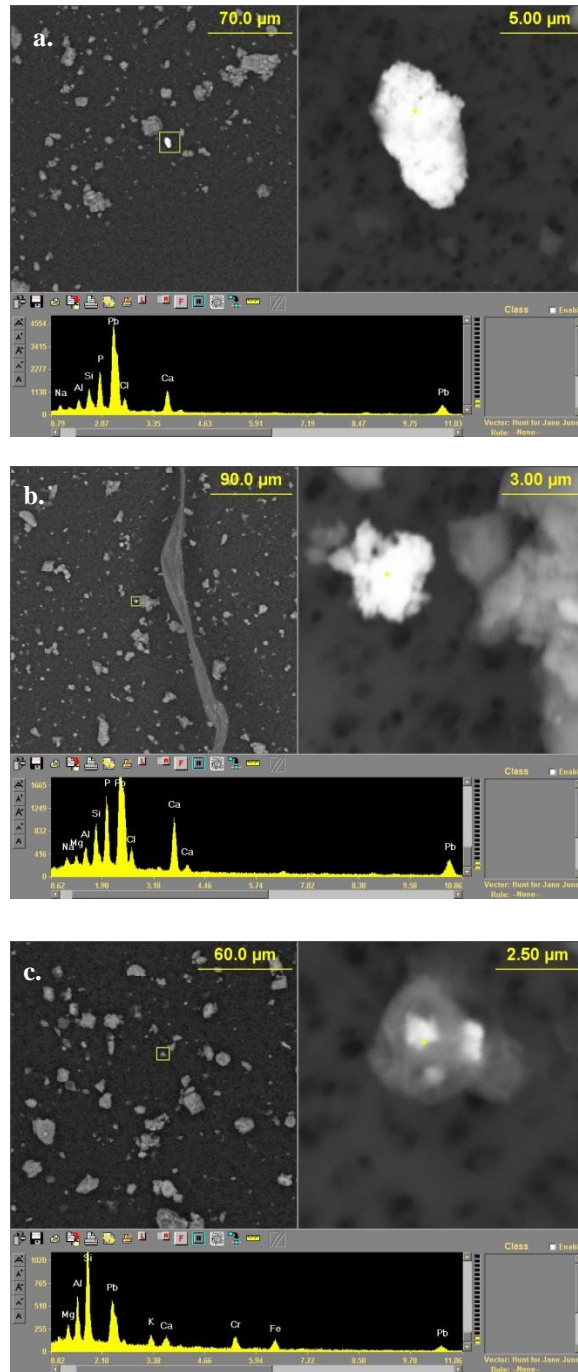 a.
70.0 µm
5.00 µm
Class
Enabl
4554
3415
2277
1130
0
Na
Al
Si
P
Pb
Cl
Ca
Pb
0.79 2.07 3.35 4.63 5.91 7.19 8.47 9.75 11.03
Vector: Hunt for Jane June
Rule: --None--
b.
90.0 µm
3.00 µm
Class
Enabl
1665
1249
832
416
0
Na
Mg
Al
Si
P
Pb
Cl
Ca
Ca
Pb
0.62 1.90 3.18 4.46 5.74 7.02 8.30 9.58 10.86
Vector: Hunt for Jane June
Rule: --None--
c.
60.0 µm
2.50 µm
Class
Enabl
1020
765
510
255
Mg
Al
Si
Pb
K
Ca
Cr
Fe
Pb
0.82 2.10 3.38 4.66 5.94 7.22 8.50 9.78 11.06
Vector: Hunt for Jane June